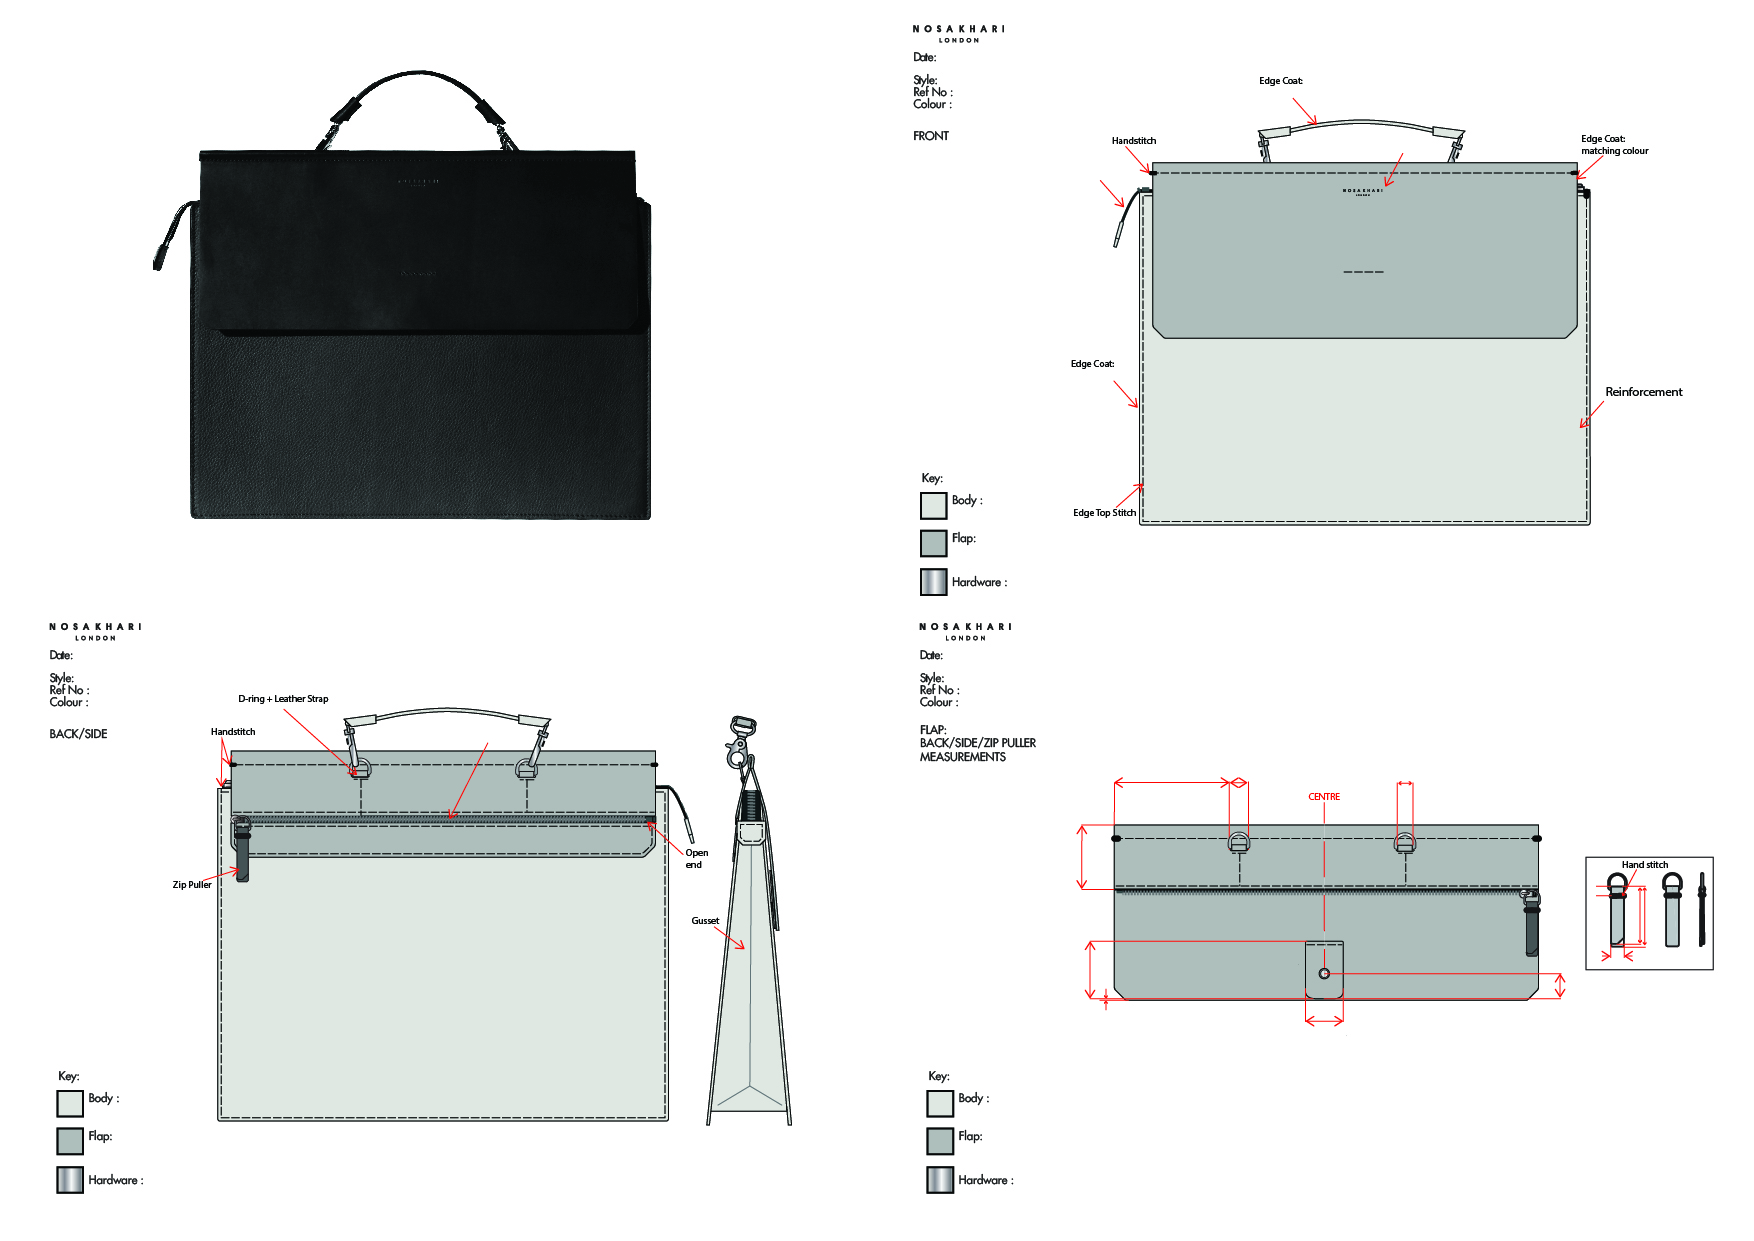 NOSAKHARI
LONDON
Date:
Style:
Ref No :
Colour :
FRONT
Edge Coat:
Handstitch
Edge Coat:
matching colour
NOSAKHARI
LONDON
Edge Coat:
Reinforcement
Edge Top Stitch
Key:
Body :
Flap:
Hardware :
NOSAKHARI
LONDON
Date:
Style:
Ref No :
Colour :
BACK/SIDE
D-ring + Leather Strap
Handstitch
Open
end
Zip Puller
Gusset
Key:
Body :
Flap:
Hardware :
NOSAKHARI
LONDON
Date:
Style:
Ref No :
Colour :
FLAP:
BACK/SIDE/ZIP PULLER
MEASUREMENTS
CENTRE
Hand stitch
Key:
Body :
Flap:
Hardware :